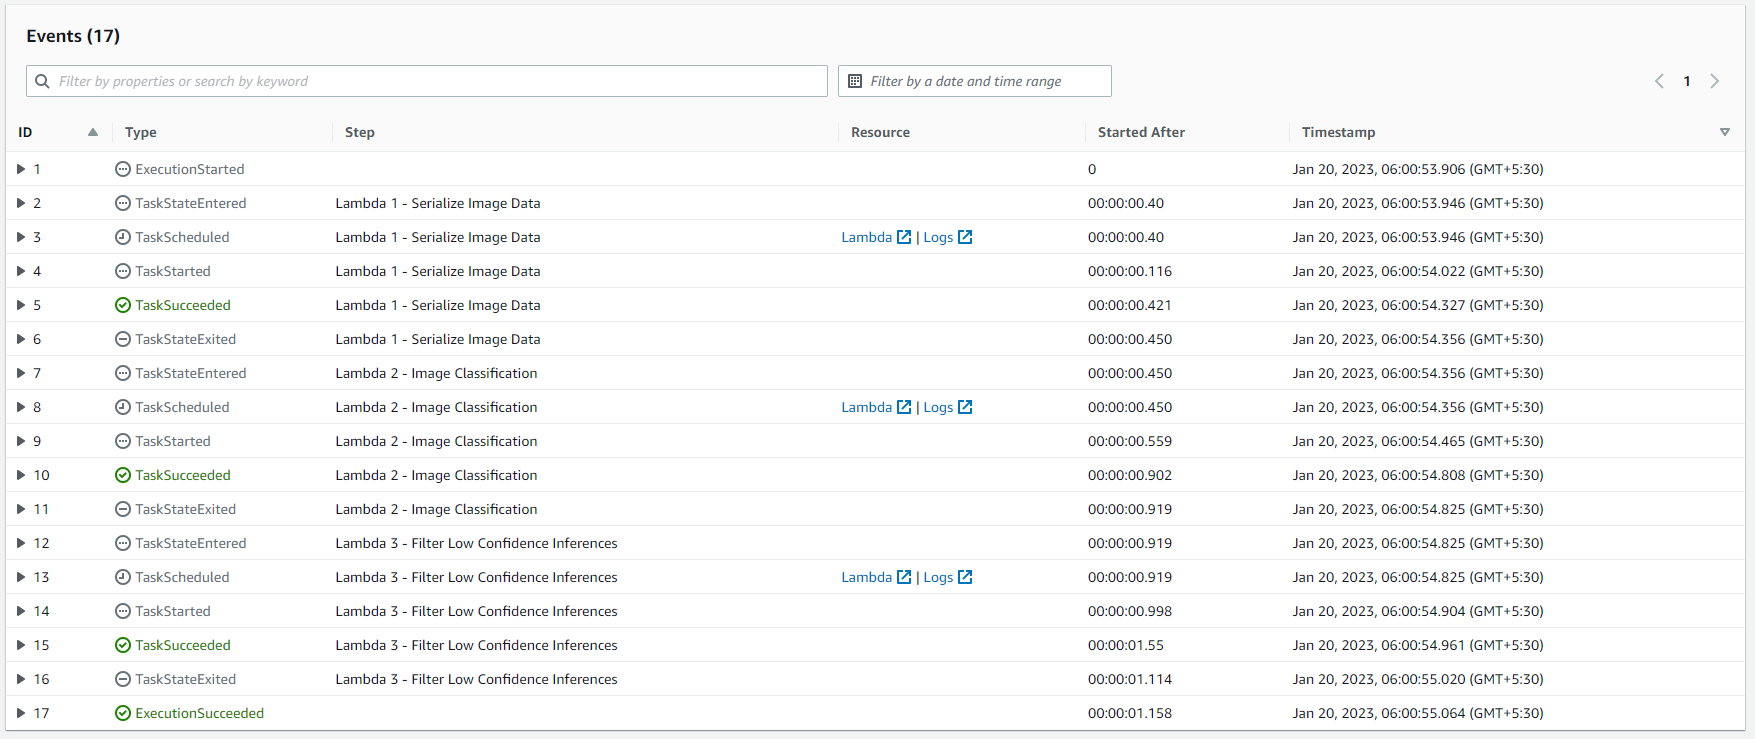 Events (17)
Filter by properties or search by keyword Filter by a date and time range 1
ID Type Step Resource Started After Timestamp
1 ExecutionStarted 0 Jan 20, 2023, 06:00:53.906 (GMT+5:30)
2 TaskStateEntered Lambda 1 - Serialize Image Data 00:00:00.40 Jan 20, 2023, 06:00:53.946 (GMT+5:30)
3 TaskScheduled Lambda 1 - Serialize Image Data Lambda | Logs 00:00:00.40 Jan 20, 2023, 06:00:53.946 (GMT+5:30)
4 TaskStarted Lambda 1 - Serialize Image Data 00:00:00.116 Jan 20, 2023, 06:00:54.022 (GMT+5:30)
5 TaskSucceeded Lambda 1 - Serialize Image Data 00:00:00.421 Jan 20, 2023, 06:00:54.327 (GMT+5:30)
6 TaskStateExited Lambda 1 - Serialize Image Data 00:00:00.450 Jan 20, 2023, 06:00:54.356 (GMT+5:30)
7 TaskStateEntered Lambda 2 - Image Classification 00:00:00.450 Jan 20, 2023, 06:00:54.356 (GMT+5:30)
8 TaskScheduled Lambda 2 - Image Classification Lambda | Logs 00:00:00.450 Jan 20, 2023, 06:00:54.356 (GMT+5:30)
9 TaskStarted Lambda 2 - Image Classification 00:00:00.559 Jan 20, 2023, 06:00:54.465 (GMT+5:30)
10 TaskSucceeded Lambda 2 - Image Classification 00:00:00.902 Jan 20, 2023, 06:00:54.808 (GMT+5:30)
11 TaskStateExited Lambda 2 - Image Classification 00:00:00.919 Jan 20, 2023, 06:00:54.825 (GMT+5:30)
12 TaskStateEntered Lambda 3 - Filter Low Confidence Inferences 00:00:00.919 Jan 20, 2023, 06:00:54.825 (GMT+5:30)
13 TaskScheduled Lambda 3 - Filter Low Confidence Inferences Lambda | Logs 00:00:00.919 Jan 20, 2023, 06:00:54.825 (GMT+5:30)
14 TaskStarted Lambda 3 - Filter Low Confidence Inferences 00:00:00.998 Jan 20, 2023, 06:00:54.904 (GMT+5:30)
15 TaskSucceeded Lambda 3 - Filter Low Confidence Inferences 00:00:01.55 Jan 20, 2023, 06:00:54.961 (GMT+5:30)
16 TaskStateExited Lambda 3 - Filter Low Confidence Inferences 00:00:01.114 Jan 20, 2023, 06:00:55.020 (GMT+5:30)
17 ExecutionSucceeded 00:00:01.158 Jan 20, 2023, 06:00:55.064 (GMT+5:30)